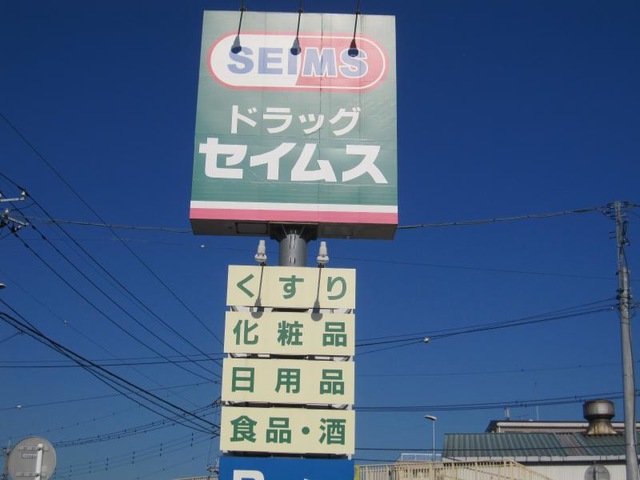 SEIMS
ドラッグ
セイムス
くすり
化粧品
日用品
食品・酒